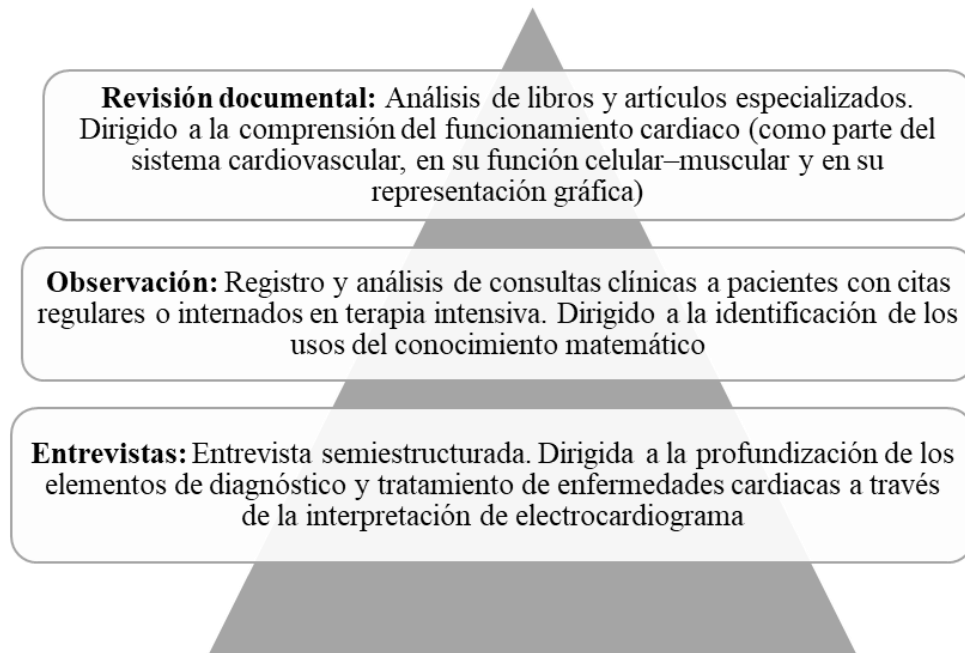 Revisión documental: Análisis de libros y artículos especializados.
Dirigido a la comprensión del funcionamiento cardiaco (como parte del
sistema cardiovascular, en su función celular–muscular y en su
representación gráfica)
Observación: Registro y análisis de consultas clínicas a pacientes con citas
regulares o internados en terapia intensiva. Dirigido a la identificación de los
usos del conocimiento matemático
Entrevistas: Entrevista semiestructurada. Dirigida a la profundización de los
elementos de diagnóstico y tratamiento de enfermedades cardiacas a través
de la interpretación de electrocardiograma